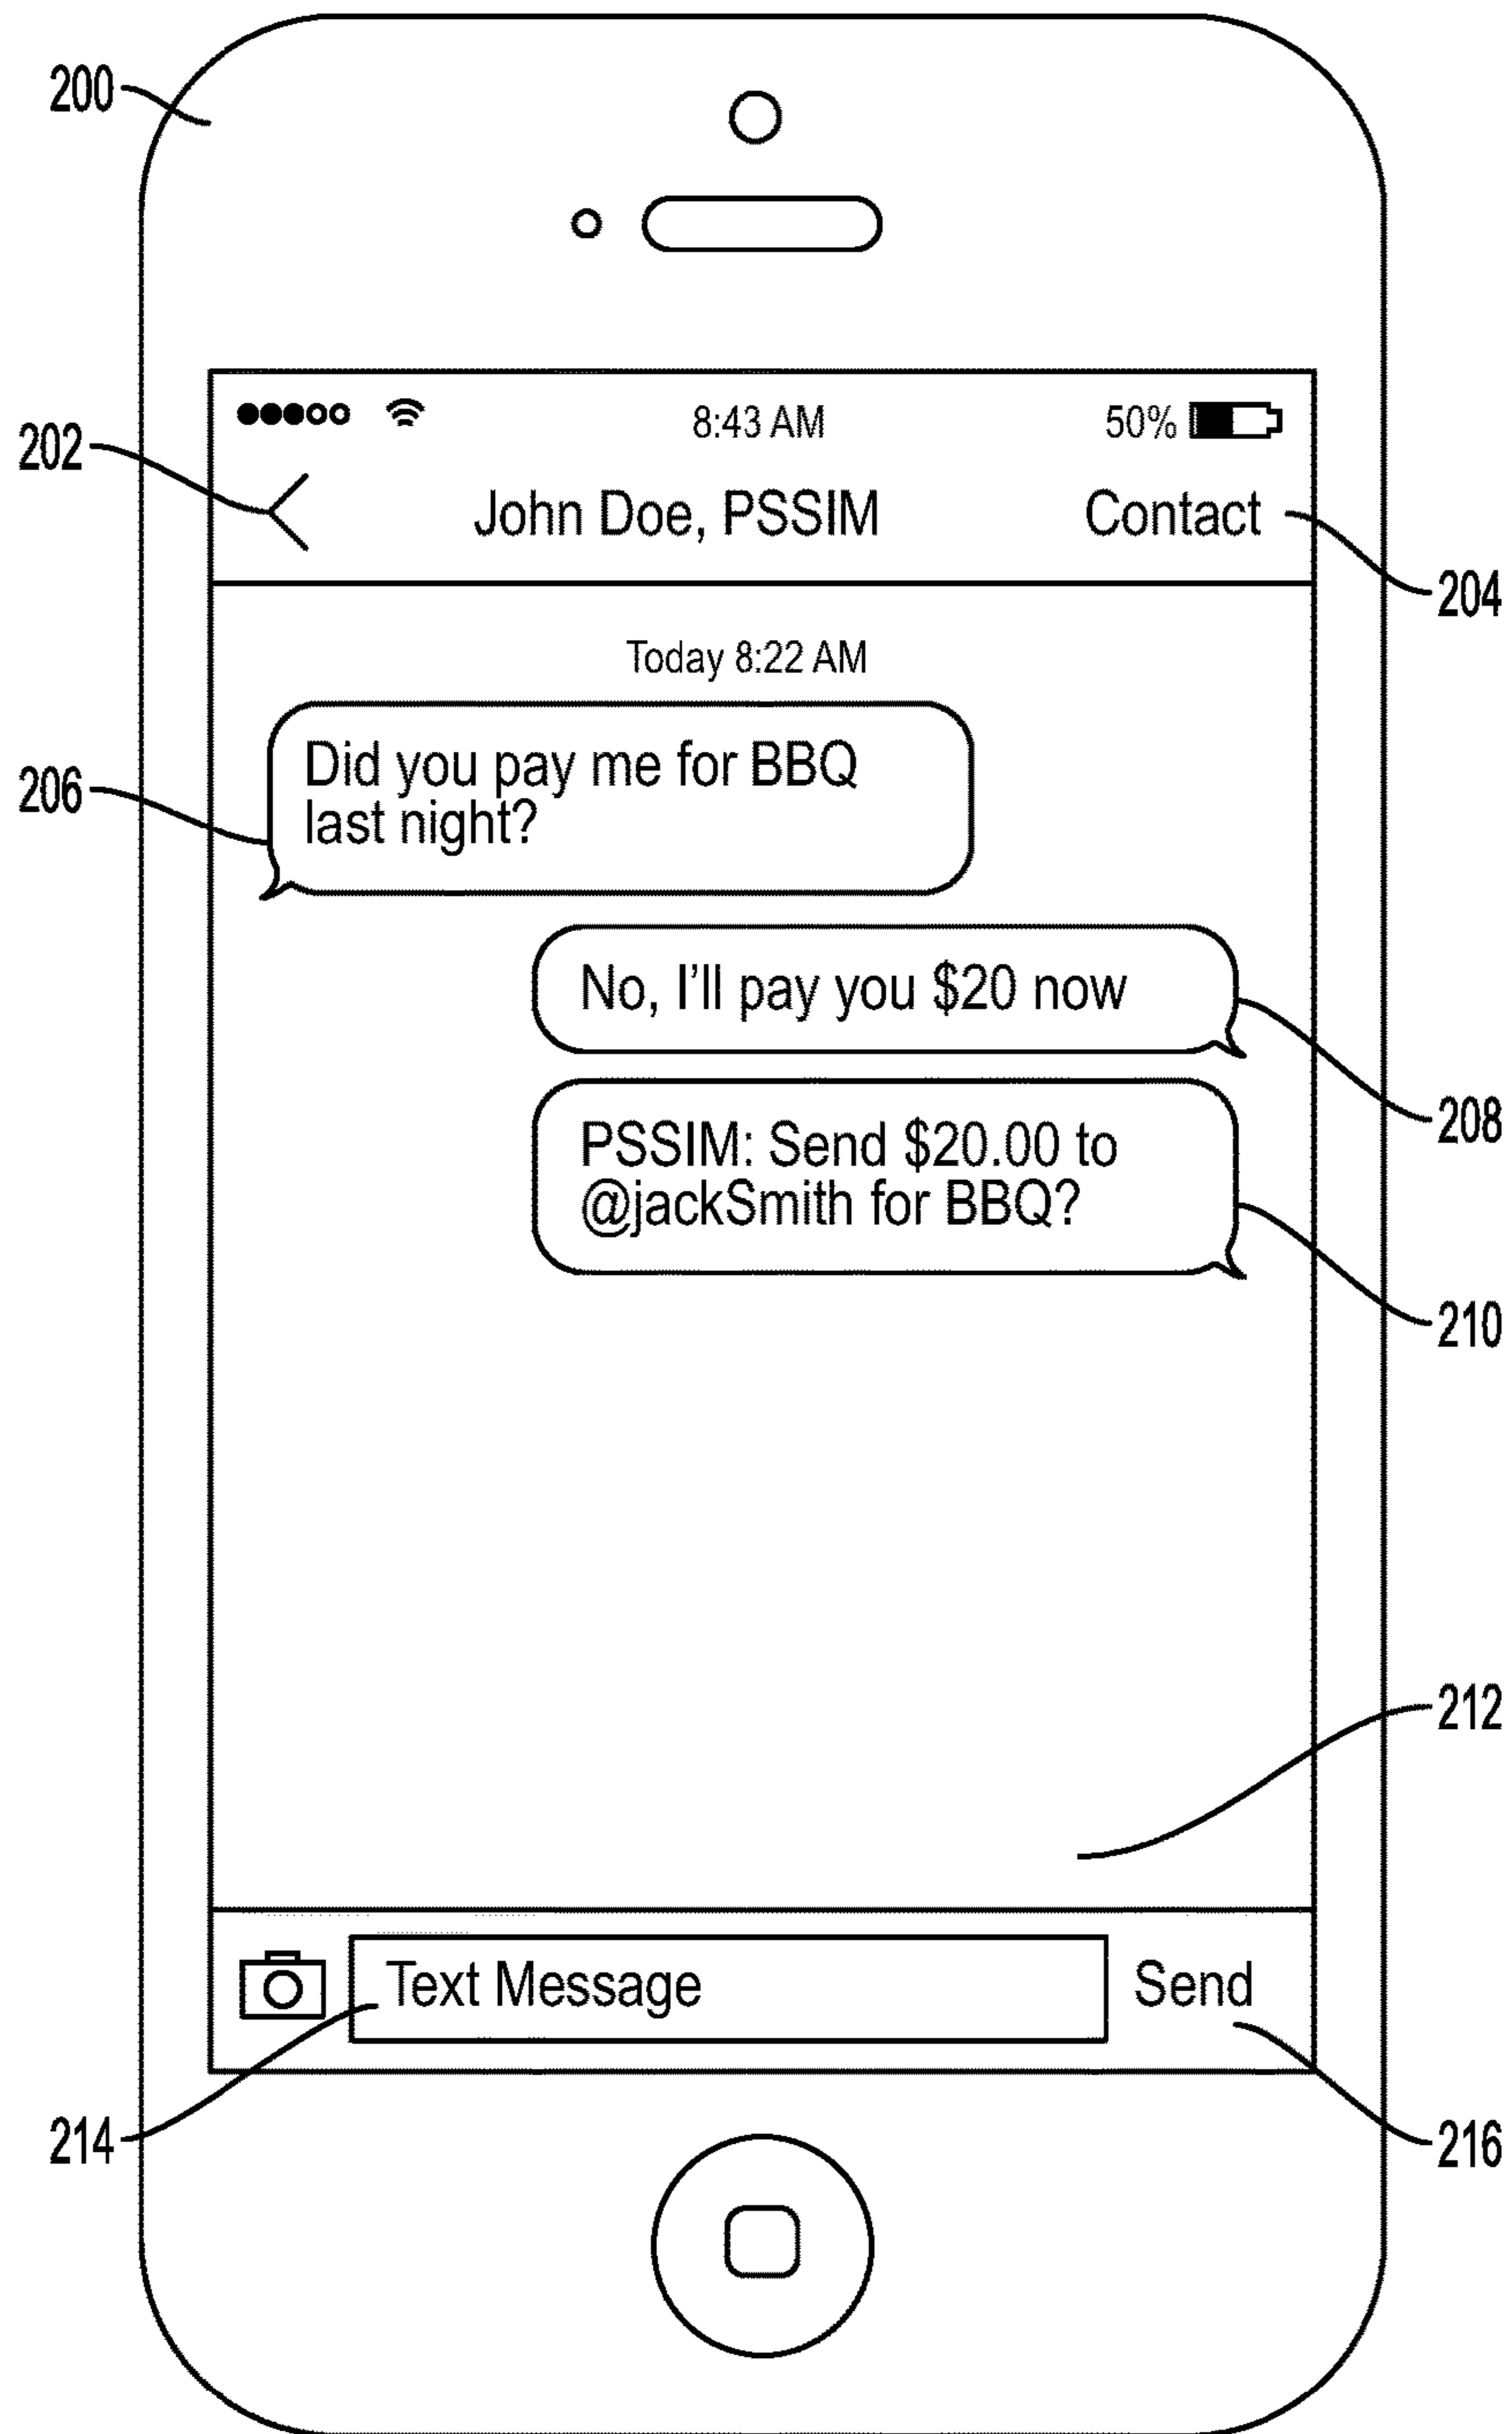 200
8:43 AM
50%
202
John Doe, PSSIM
Contact
204
Today 8:22 AM
206
Did you pay me for BBQ
last night?
No, I'll pay you $20 now
208
PSSIM: Send $20.00 to
@jackSmith for BBQ?
210
212
Text Message
Send
214
216